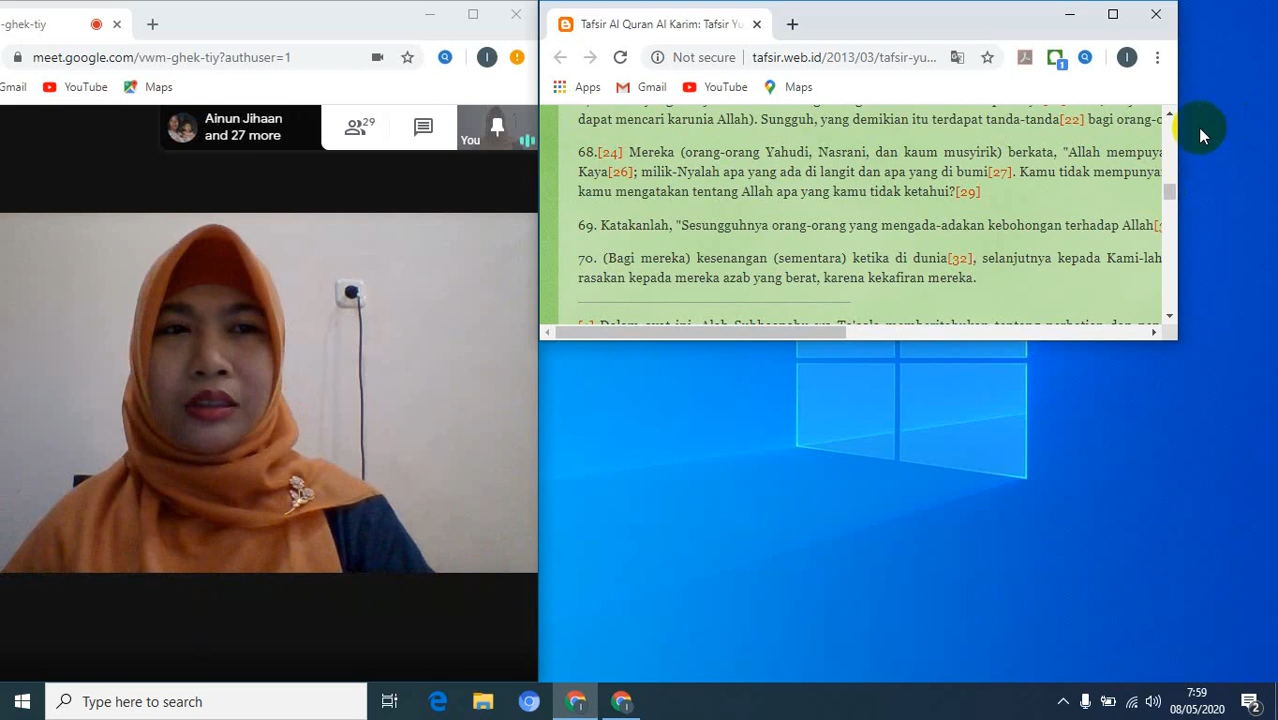 -ghek-tiy
meet.google.com/vwm-ghek-tiy?authuser=1
Gmail
YouTube
Maps
Ainun Jihaan
and 27 more
29
You
Tafsir Al Quran Al Karim: Tafsir Yu
Not secure
tafsir.web.id/2013/03/tafsir-yu...
1
I
I
Apps
Gmail
YouTube
Maps
dapat mencari karunia Allah). Sungguh, yang demikian itu terdapat tanda-tanda[22] bagi orang-o
68.[24] Mereka (orang-orang Yahudi, Nasrani, dan kaum musyirik) berkata, "Allah mempuya
Kaya[26]; milik-Nyalah apa yang ada di langit dan apa yang di bumi[27]. Kamu tidak mempunya
kamu mengatakan tentang Allah apa yang kamu tidak ketahui?[29]
69. Katakanlah, "Sesungguhnya orang-orang yang mengada-adakan kebohongan terhadap Allah[3
70. (Bagi mereka) kesenangan (sementara) ketika di dunia[32], selanjutnya kepada Kami-lah
rasakan kepada mereka azab yang berat, karena kekafiran mereka.
Type here to search
7:59
08/05/2020
2